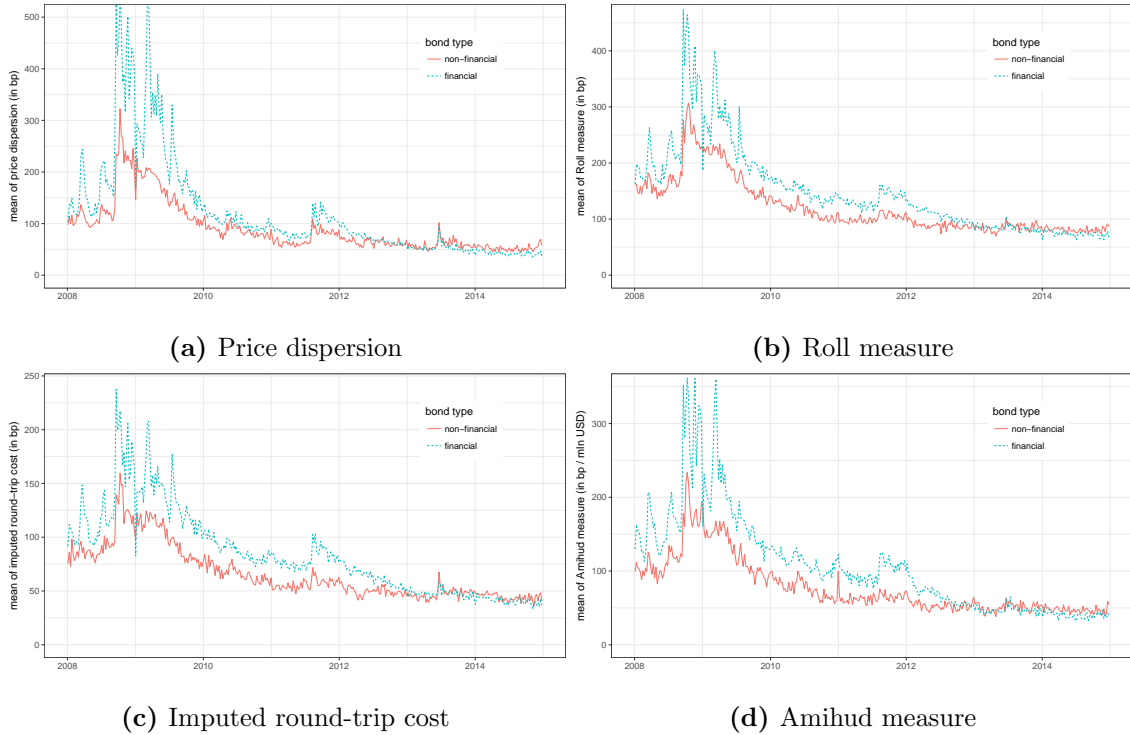 mean of price dispersion (in bp)
500
400
300
200
100
0
bond type
non−financial
financial
2008
2010
2012
2014
(a) Price dispersion
mean of Roll measure (in bp)
400
300
200
100
0
bond type
non−financial
financial
2008
2010
2012
2014
(b) Roll measure
mean of imputed round−trip cost (in bp)
250
200
150
100
50
0
bond type
non−financial
financial
2008
2010
2012
2014
(c) Imputed round-trip cost
mean of Amihud measure (in bp / mln USD)
300
200
100
0
bond type
non−financial
financial
2008
2010
2012
2014
(d) Amihud measure